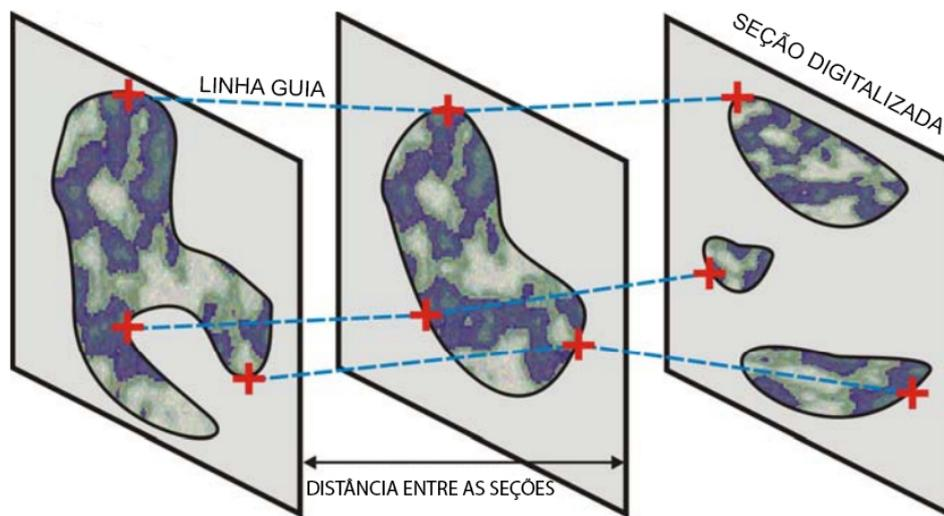 LINHA GUIA
SEÇÃO DIGITALIZADA
DISTÂNCIA ENTRE AS SEÇÕES